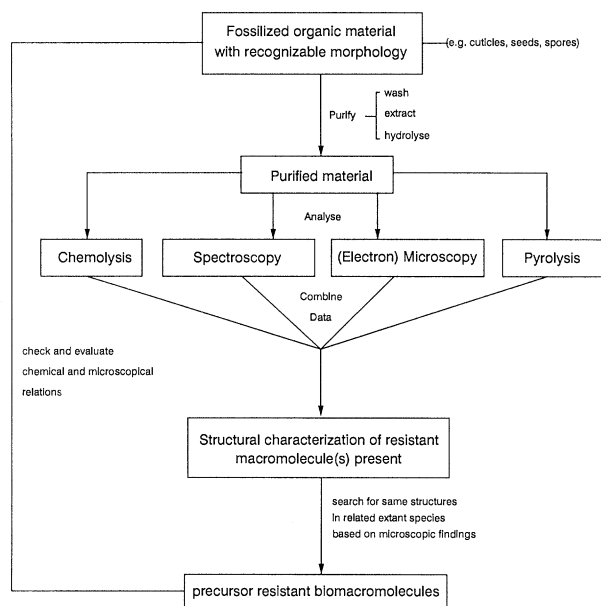 Fossilized organic material
with recognizable morphology
(e.g. cuticles, seeds, spores)
Purify
wash
extract
hydrolyse
Purified material
Analyse
Chemolysis
Spectroscopy
(Electron) Microscopy
Pyrolysis
Combine
Data
check and evaluate
chemical and microscopical
relations
Structural characterization of resistant
macromolecule(s) present
search for same structures
in related extant species
based on microscopic findings
precursor resistant biomacromolecules